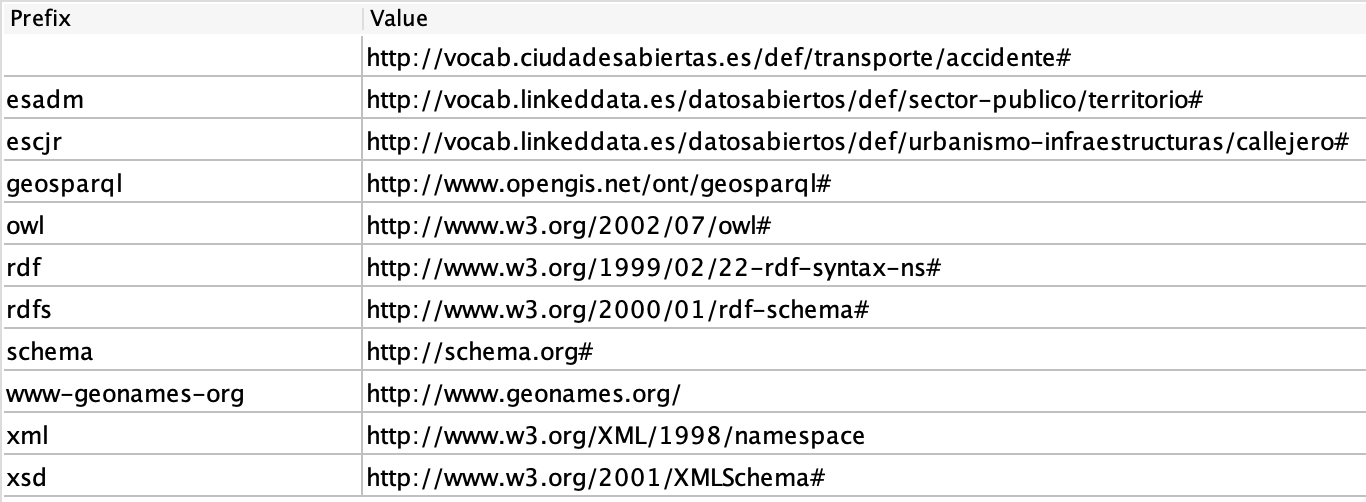 Prefix Value
http://vocab.ciudadesabiertas.es/def/transporte/accidente#
esadm http://vocab.linkeddata.es/datosabiertos/def/sector-publico/territorio#
escjr http://vocab.linkeddata.es/datosabiertos/def/urbanismo-infraestructuras/callejero#
geosparql http://www.opengis.net/ont/geosparql#
owl http://www.w3.org/2002/07/owl#
rdf http://www.w3.org/1999/02/22-rdf-syntax-ns#
rdfs http://www.w3.org/2000/01/rdf-schema#
schema http://schema.org#
www-geonames-org http://www.geonames.org/
xml http://www.w3.org/XML/1998/namespace
xsd http://www.w3.org/2001/XMLSchema#